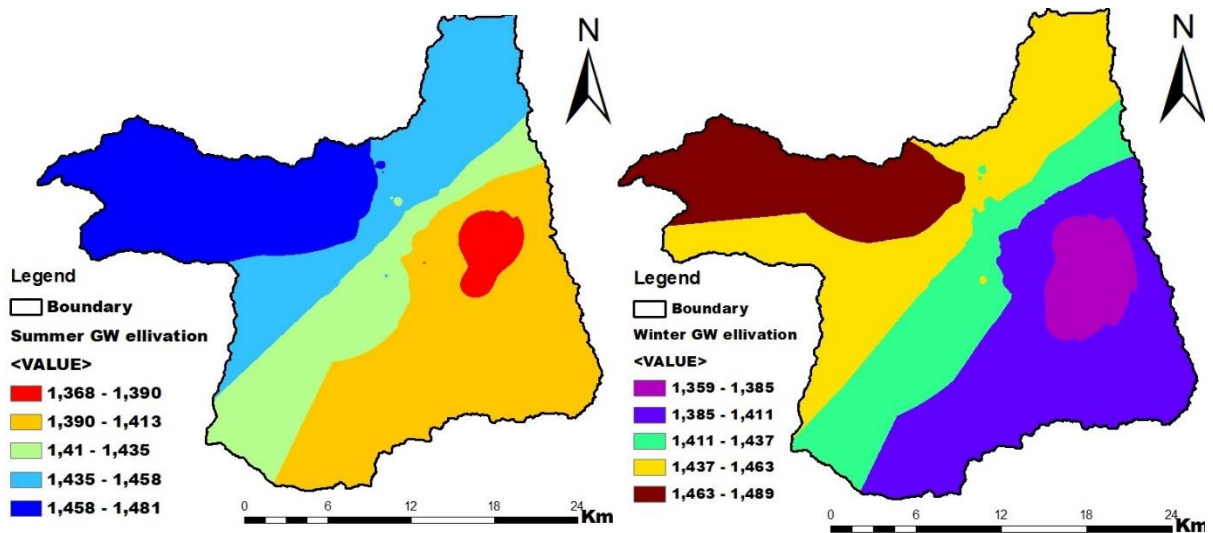 N
Legend
Boundary
Summer GW ellivation
<VALUE>
1,368 - 1,390
1,390 - 1,413
1,41 - 1,435
1,435 - 1,458
1,458 - 1,481
0 6 12 18 24
Km
N
Legend
Boundary
Winter GW ellivation
<VALUE>
1,359 - 1,385
1,385 - 1,411
1,411 - 1,437
1,437 - 1,463
1,463 - 1,489
0 6 12 18 24
Km